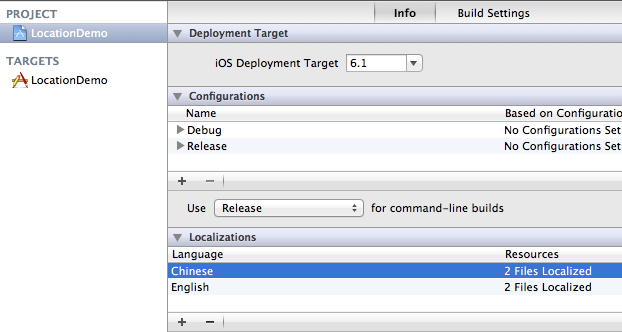 PROJECT
LocationDemo
TARGETS
LocationDemo
Info Build Settings
Deployment Target
iOS Deployment Target 6.1
Configurations
Name Based on Configuratio
Debug No Configurations Set
Release No Configurations Set
+ −
Use Release for command-line builds
Localizations
Language Resources
Chinese 2 Files Localized
English 2 Files Localized
+ −